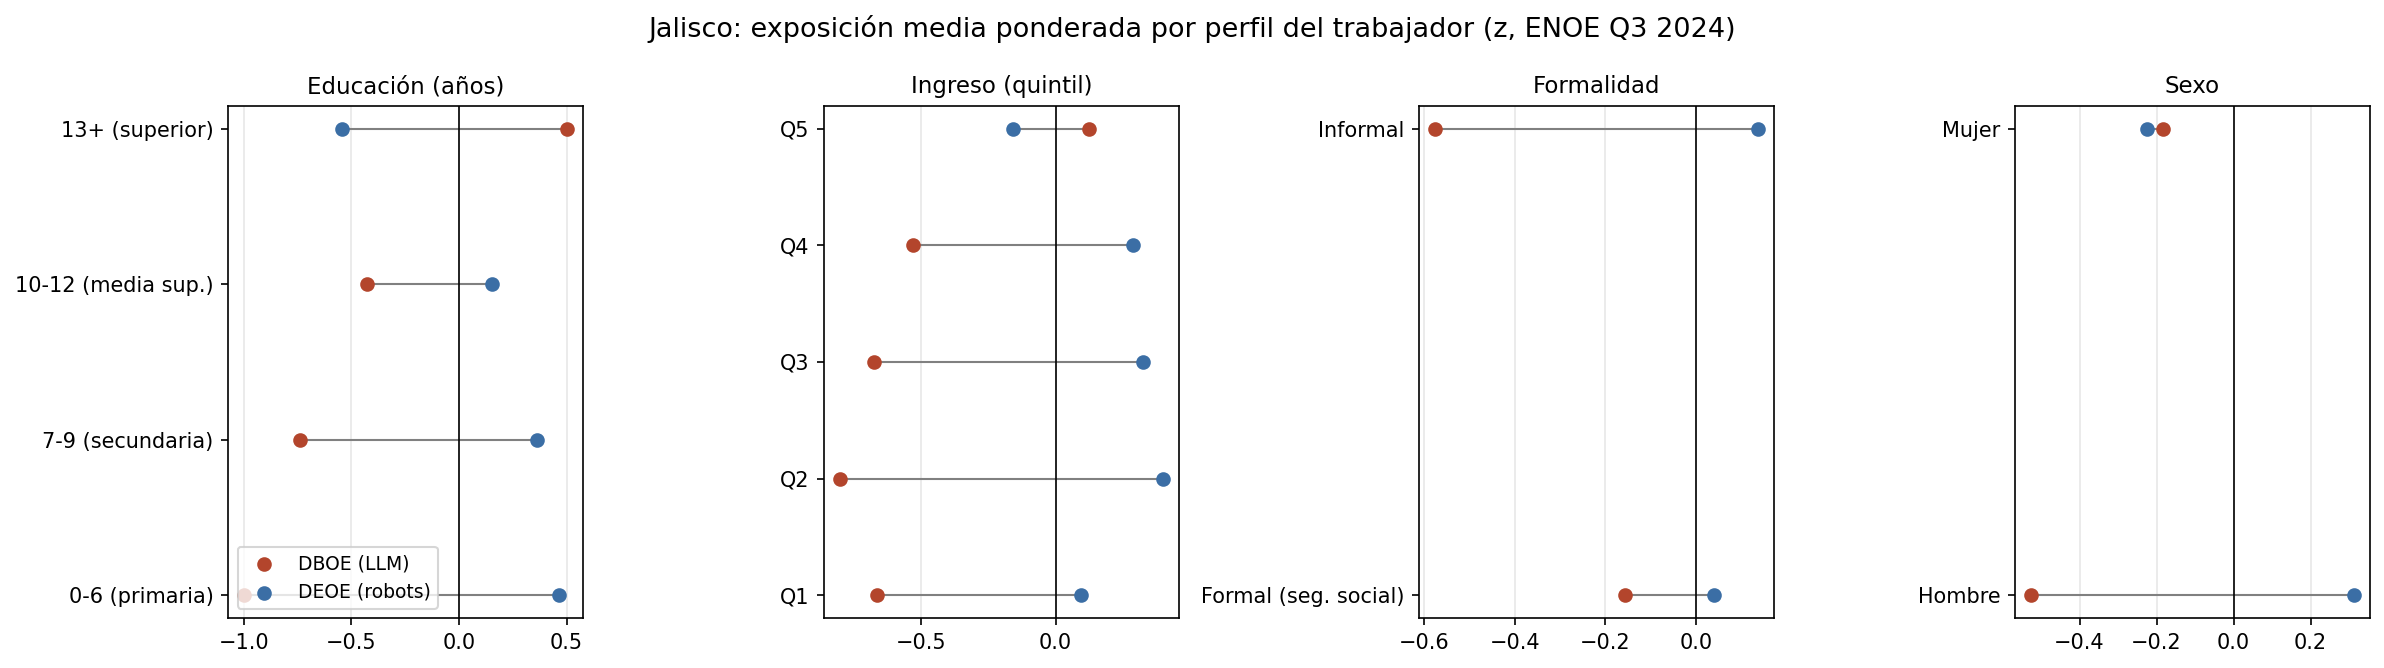 Jalisco: exposición media ponderada por perfil del trabajador (z, ENOE Q3 2024)
Educación (años)
13+ (superior)
10-12 (media sup.)
7-9 (secundaria)
0-6 (primaria)
DBOE (LLM)
DEOE (robots)
−1.0 −0.5 0.0 0.5
Ingreso (quintil)
Q5
Q4
Q3
Q2
Q1
−0.5 0.0
Formalidad
Informal
Formal (seg. social)
−0.6 −0.4 −0.2 0.0
Sexo
Mujer
Hombre
−0.4 −0.2 0.0 0.2